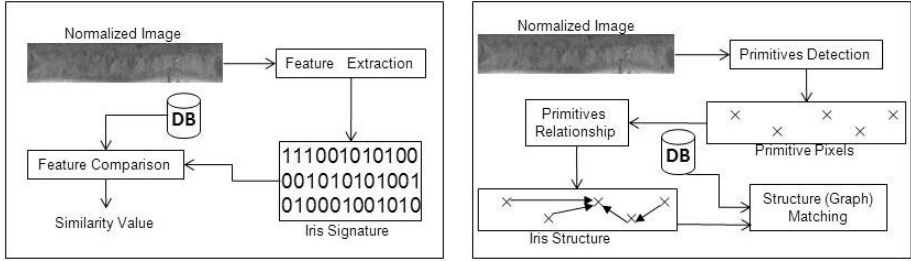 Normalized Image
Feature Extraction
DB
Feature Comparison
111001010100
001010101001
010001001010
Similarity Value
Iris Signature
Normalized Image
Primitives Detection
Primitives
Relationship
Primitive Pixels
DB
Structure (Graph)
Matching
Iris Structure